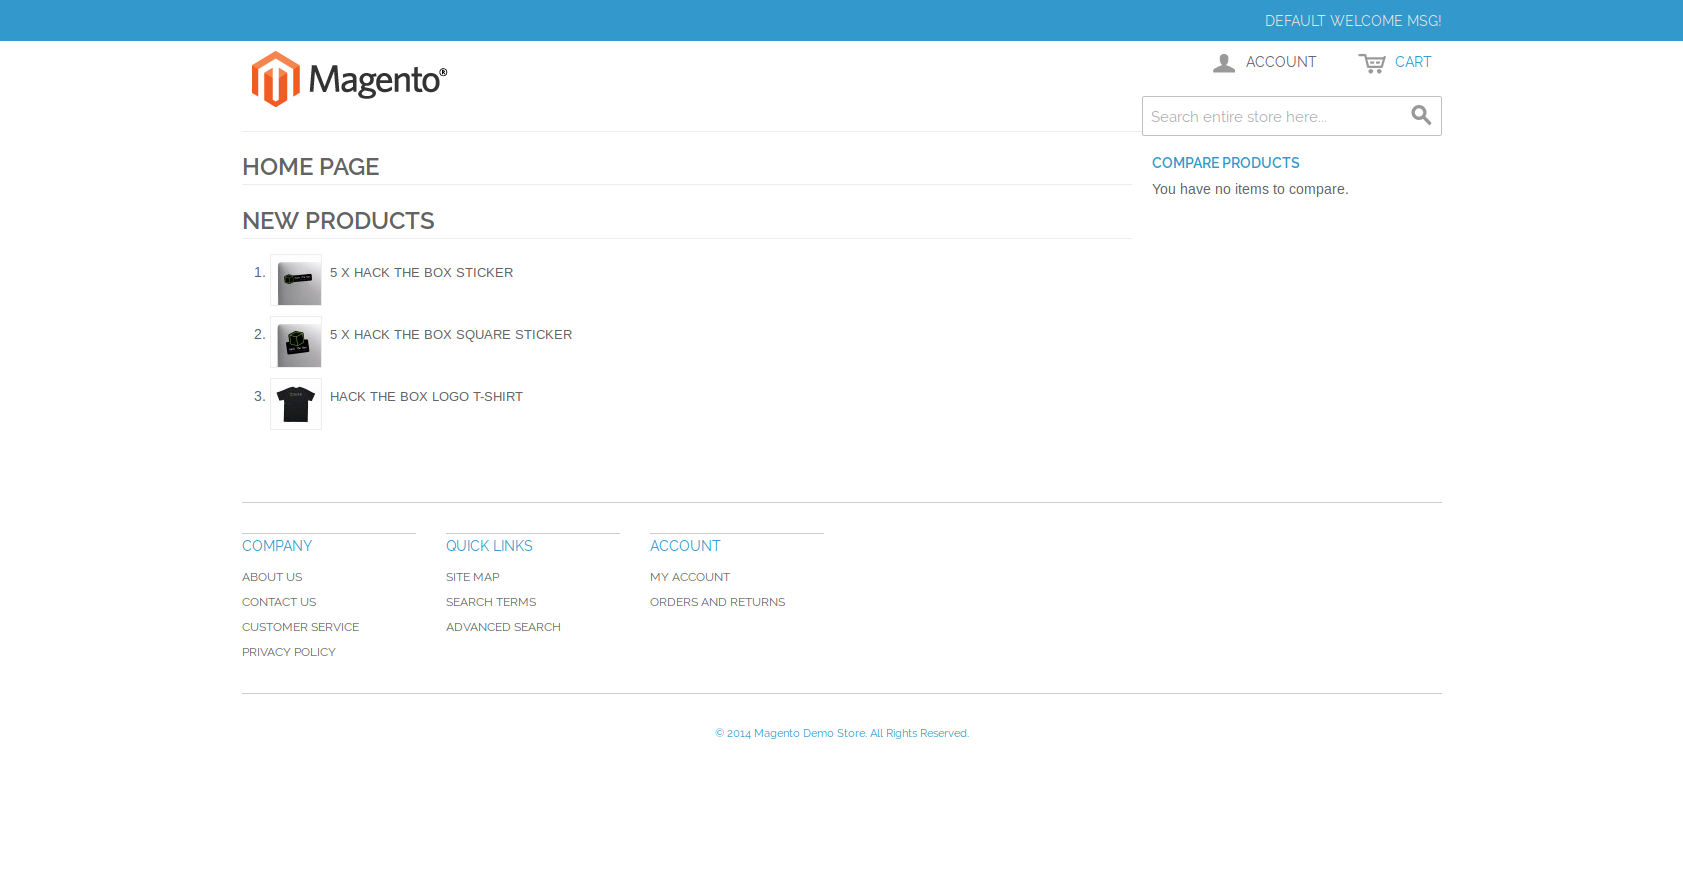 DEFAULT WELCOME MSG!
Magento®
ACCOUNT
CART
Search entire store here...
HOME PAGE
COMPARE PRODUCTS
You have no items to compare.
NEW PRODUCTS
1. 5 X HACK THE BOX STICKER
2. 5 X HACK THE BOX SQUARE STICKER
3. HACK THE BOX LOGO T-SHIRT
COMPANY
ABOUT US
CONTACT US
CUSTOMER SERVICE
PRIVACY POLICY
QUICK LINKS
SITE MAP
SEARCH TERMS
ADVANCED SEARCH
ACCOUNT
MY ACCOUNT
ORDERS AND RETURNS
© 2014 Magento Demo Store. All Rights Reserved.